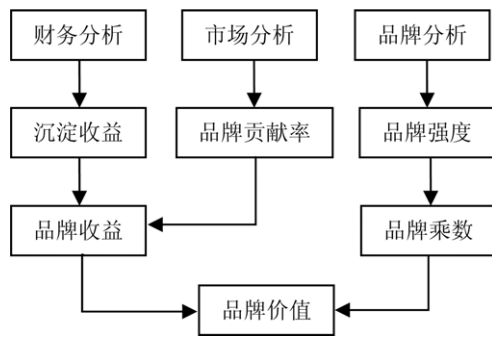 财务分析
市场分析
品牌分析
沉淀收益
品牌贡献率
品牌强度
品牌收益
品牌乘数
品牌价值